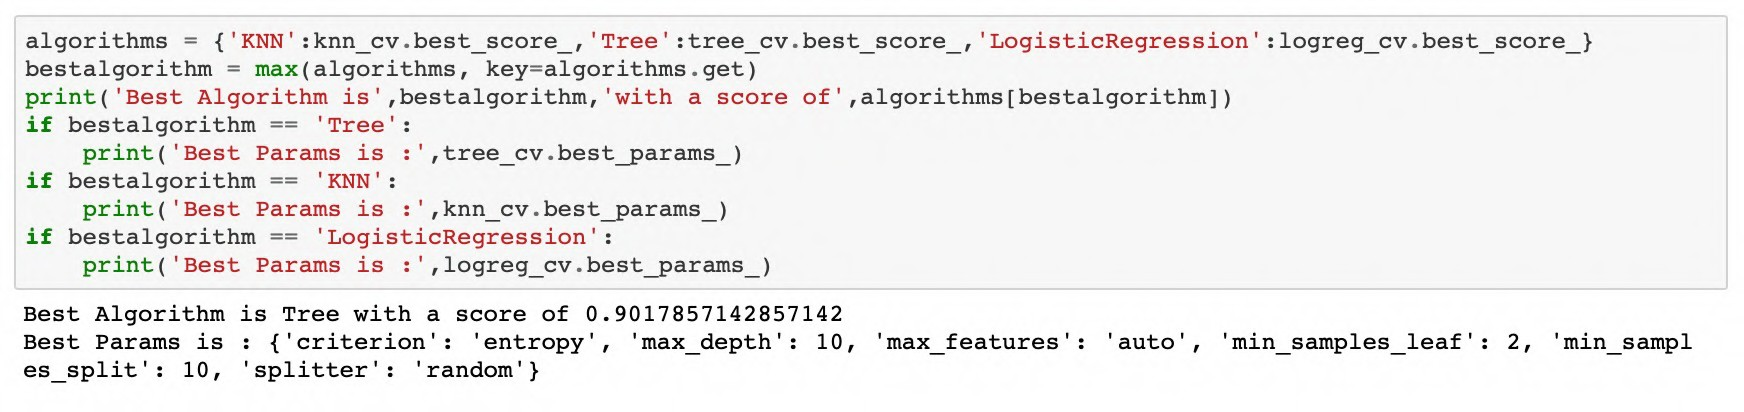 algorithms = {'KNN':knn_cv.best_score_,'Tree':tree_cv.best_score_,'LogisticRegression':logreg_cv.best_score_}
bestalgorithm = max(algorithms, key=algorithms.get)
print('Best Algorithm is',bestalgorithm,'with a score of',algorithms[bestalgorithm])
if bestalgorithm == 'Tree':
    print('Best Params is :',tree_cv.best_params_)
if bestalgorithm == 'KNN':
    print('Best Params is :',knn_cv.best_params_)
if bestalgorithm == 'LogisticRegression':
    print('Best Params is :',logreg_cv.best_params_)
Best Algorithm is Tree with a score of 0.9017857142857142
Best Params is : {'criterion': 'entropy', 'max_depth': 10, 'max_features': 'auto', 'min_samples_leaf': 2, 'min_sampl
es_split': 10, 'splitter': 'random'}